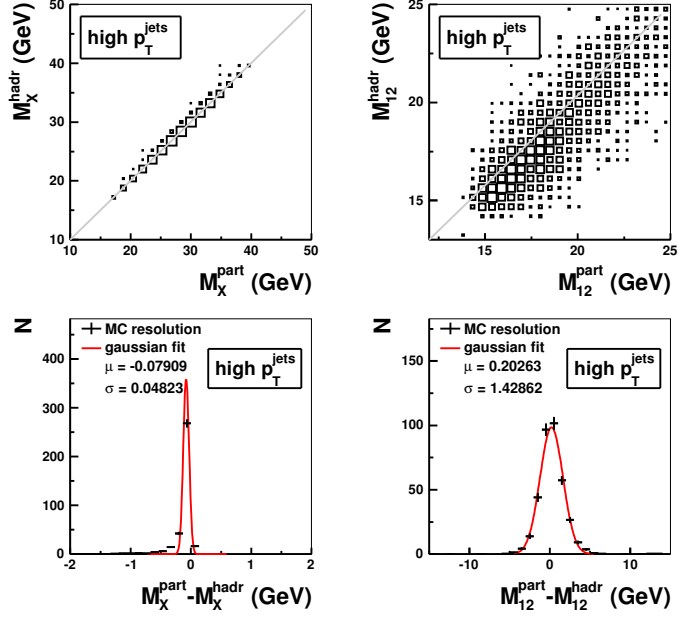 M_X^hadr (GeV)
50
40
30
20
10
high p_T^jets
10 20 30 40 50
M_X^part (GeV)
M_12^hadr (GeV)
25
20
15
high p_T^jets
15 20 25
M_12^part (GeV)
N
400
300
200
100
0
MC resolution
gaussian fit
μ = -0.07909
σ = 0.04823
high p_T^jets
-2 -1 0 1 2
M_X^part-M_X^hadr (GeV)
N
150
100
50
0
MC resolution
gaussian fit
μ = 0.20263
σ = 1.42862
high p_T^jets
-10 0 10
M_12^part-M_12^hadr (GeV)